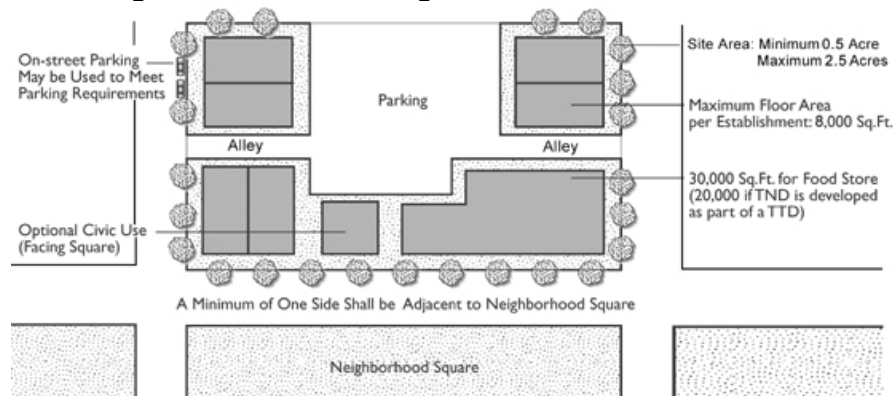 On-street Parking
May be Used to Meet
Parking Requirements
Parking
Site Area: Minimum 0.5 Acre
Maximum 2.5 Acres
Maximum Floor Area
per Establishment: 8,000 Sq.Ft.
Alley
Alley
30,000 Sq.Ft. for Food Store
(20,000 if TND is developed
as part of a TTD)
Optional Civic Use
(Facing Square)
A Minimum of One Side Shall be Adjacent to Neighborhood Square
Neighborhood Square